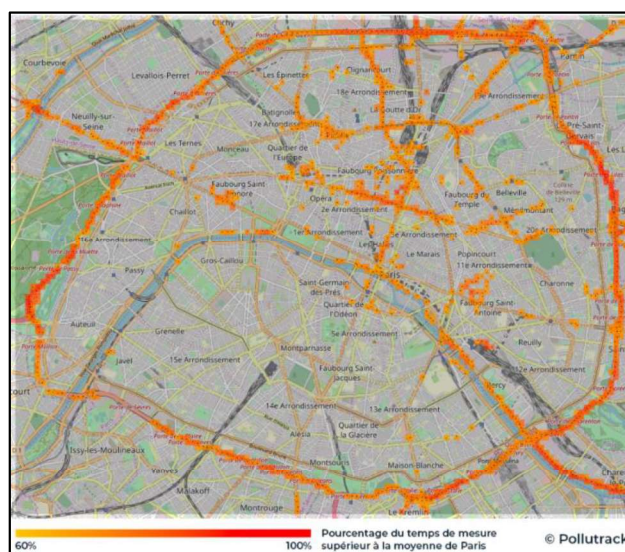 Clichy
Courbevoie
Levallois-Perret
Les Épinettes
Clignancourt
Pantin
18e Arrondissement
La Goutte d'Or
19e Arrondissement
Neuilly-sur-
Seine
Batignolles
17e Arrondissement
Pré-Saint-
Gervais
Les L
Les Ternes
Monceau
Quartier de
l'Europe
Faubourg Poissonnière
Belleville
Faubourg Saint
Honoré
Opéra
Faubourg du
Temple
Ménilmontant
Chaillot
2e Arrondissement
20e Arrondissement
16e Arrondissement
1er Arrondissement
Les Halles
3e Arrondissement
Gros-Caillou
Le Marais
Popincourt
11e Arrondissement
Passy
Paris
Saint-Germain
des-Prés
Charonne
Quartier de
l'Odéon
Faubourg Saint-
Antoine
Auteuil
Grenelle
5e Arrondissement
Reuilly
Montparnasse
Javel
15e Arrondissement
Faubourg Saint-
Jacques
12e Arrondissement
Bercy
14e Arrondissement
13e Arrondissement
Issy-les-Moulineaux
Alésia
Quartier de
la Glacière
Vanves
Montsouris
Maison-Blanche
Malakoff
Montrouge
Le Kremlin
60%
100%
Pourcentage du temps de mesure
supérieur à la moyenne de Paris
© Pollutrack